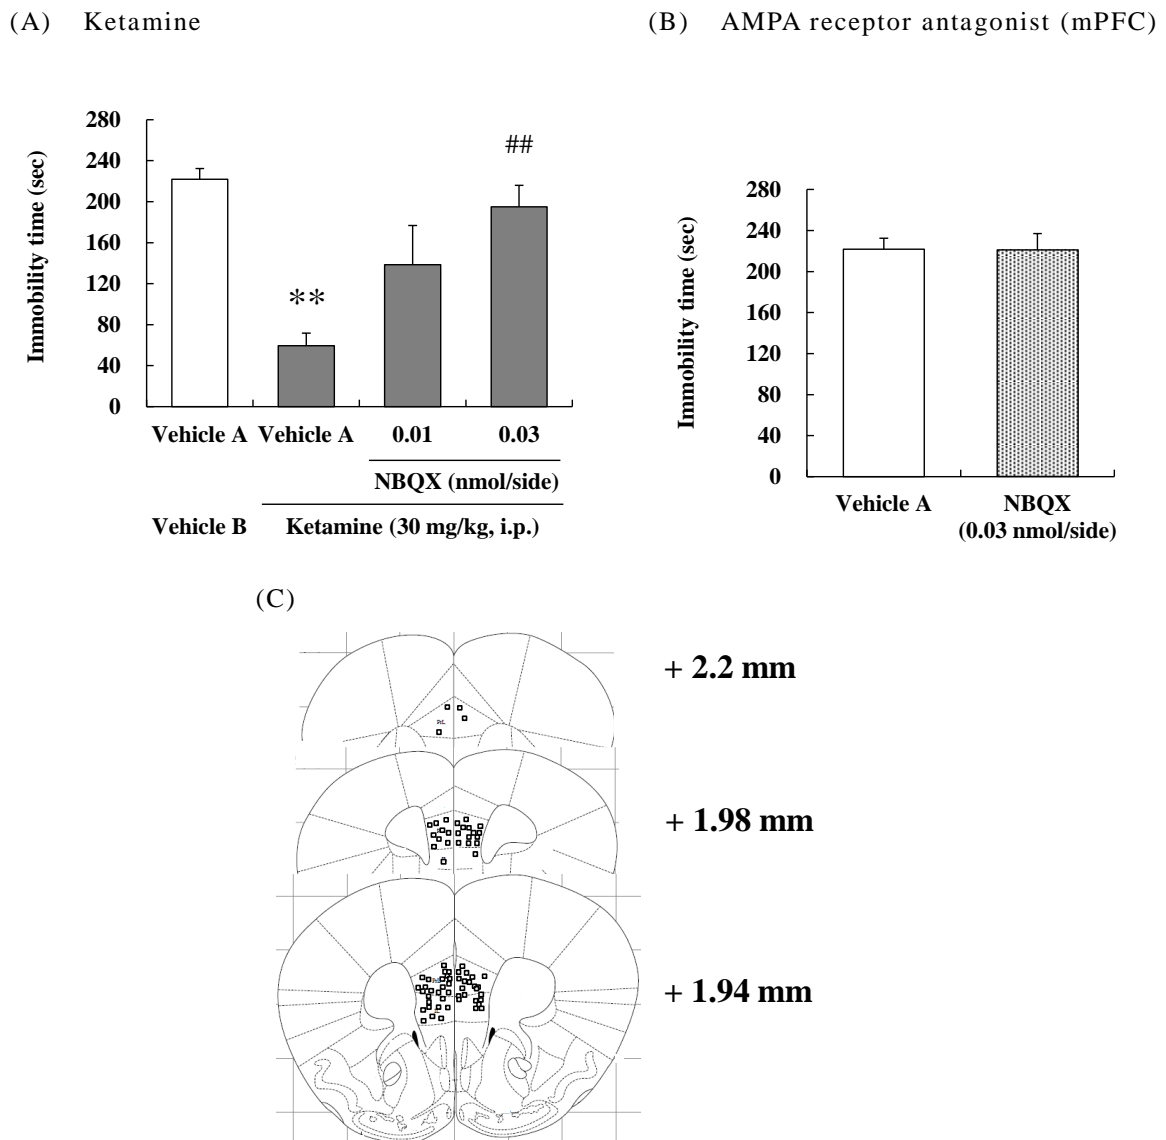 (A) Ketamine
(B) AMPA receptor antagonist (mPFC)
Immobility time (sec)
280
240
200
160
120
80
40
0
**
##
Vehicle A Vehicle A 0.01 0.03
NBQX (nmol/side)
Vehicle B Ketamine (30 mg/kg, i.p.)
Immobility time (sec)
280
240
200
160
120
80
40
0
Vehicle A NBQX
(0.03 nmol/side)
(C)
PrL
+ 2.2 mm
+ 1.98 mm
+ 1.94 mm